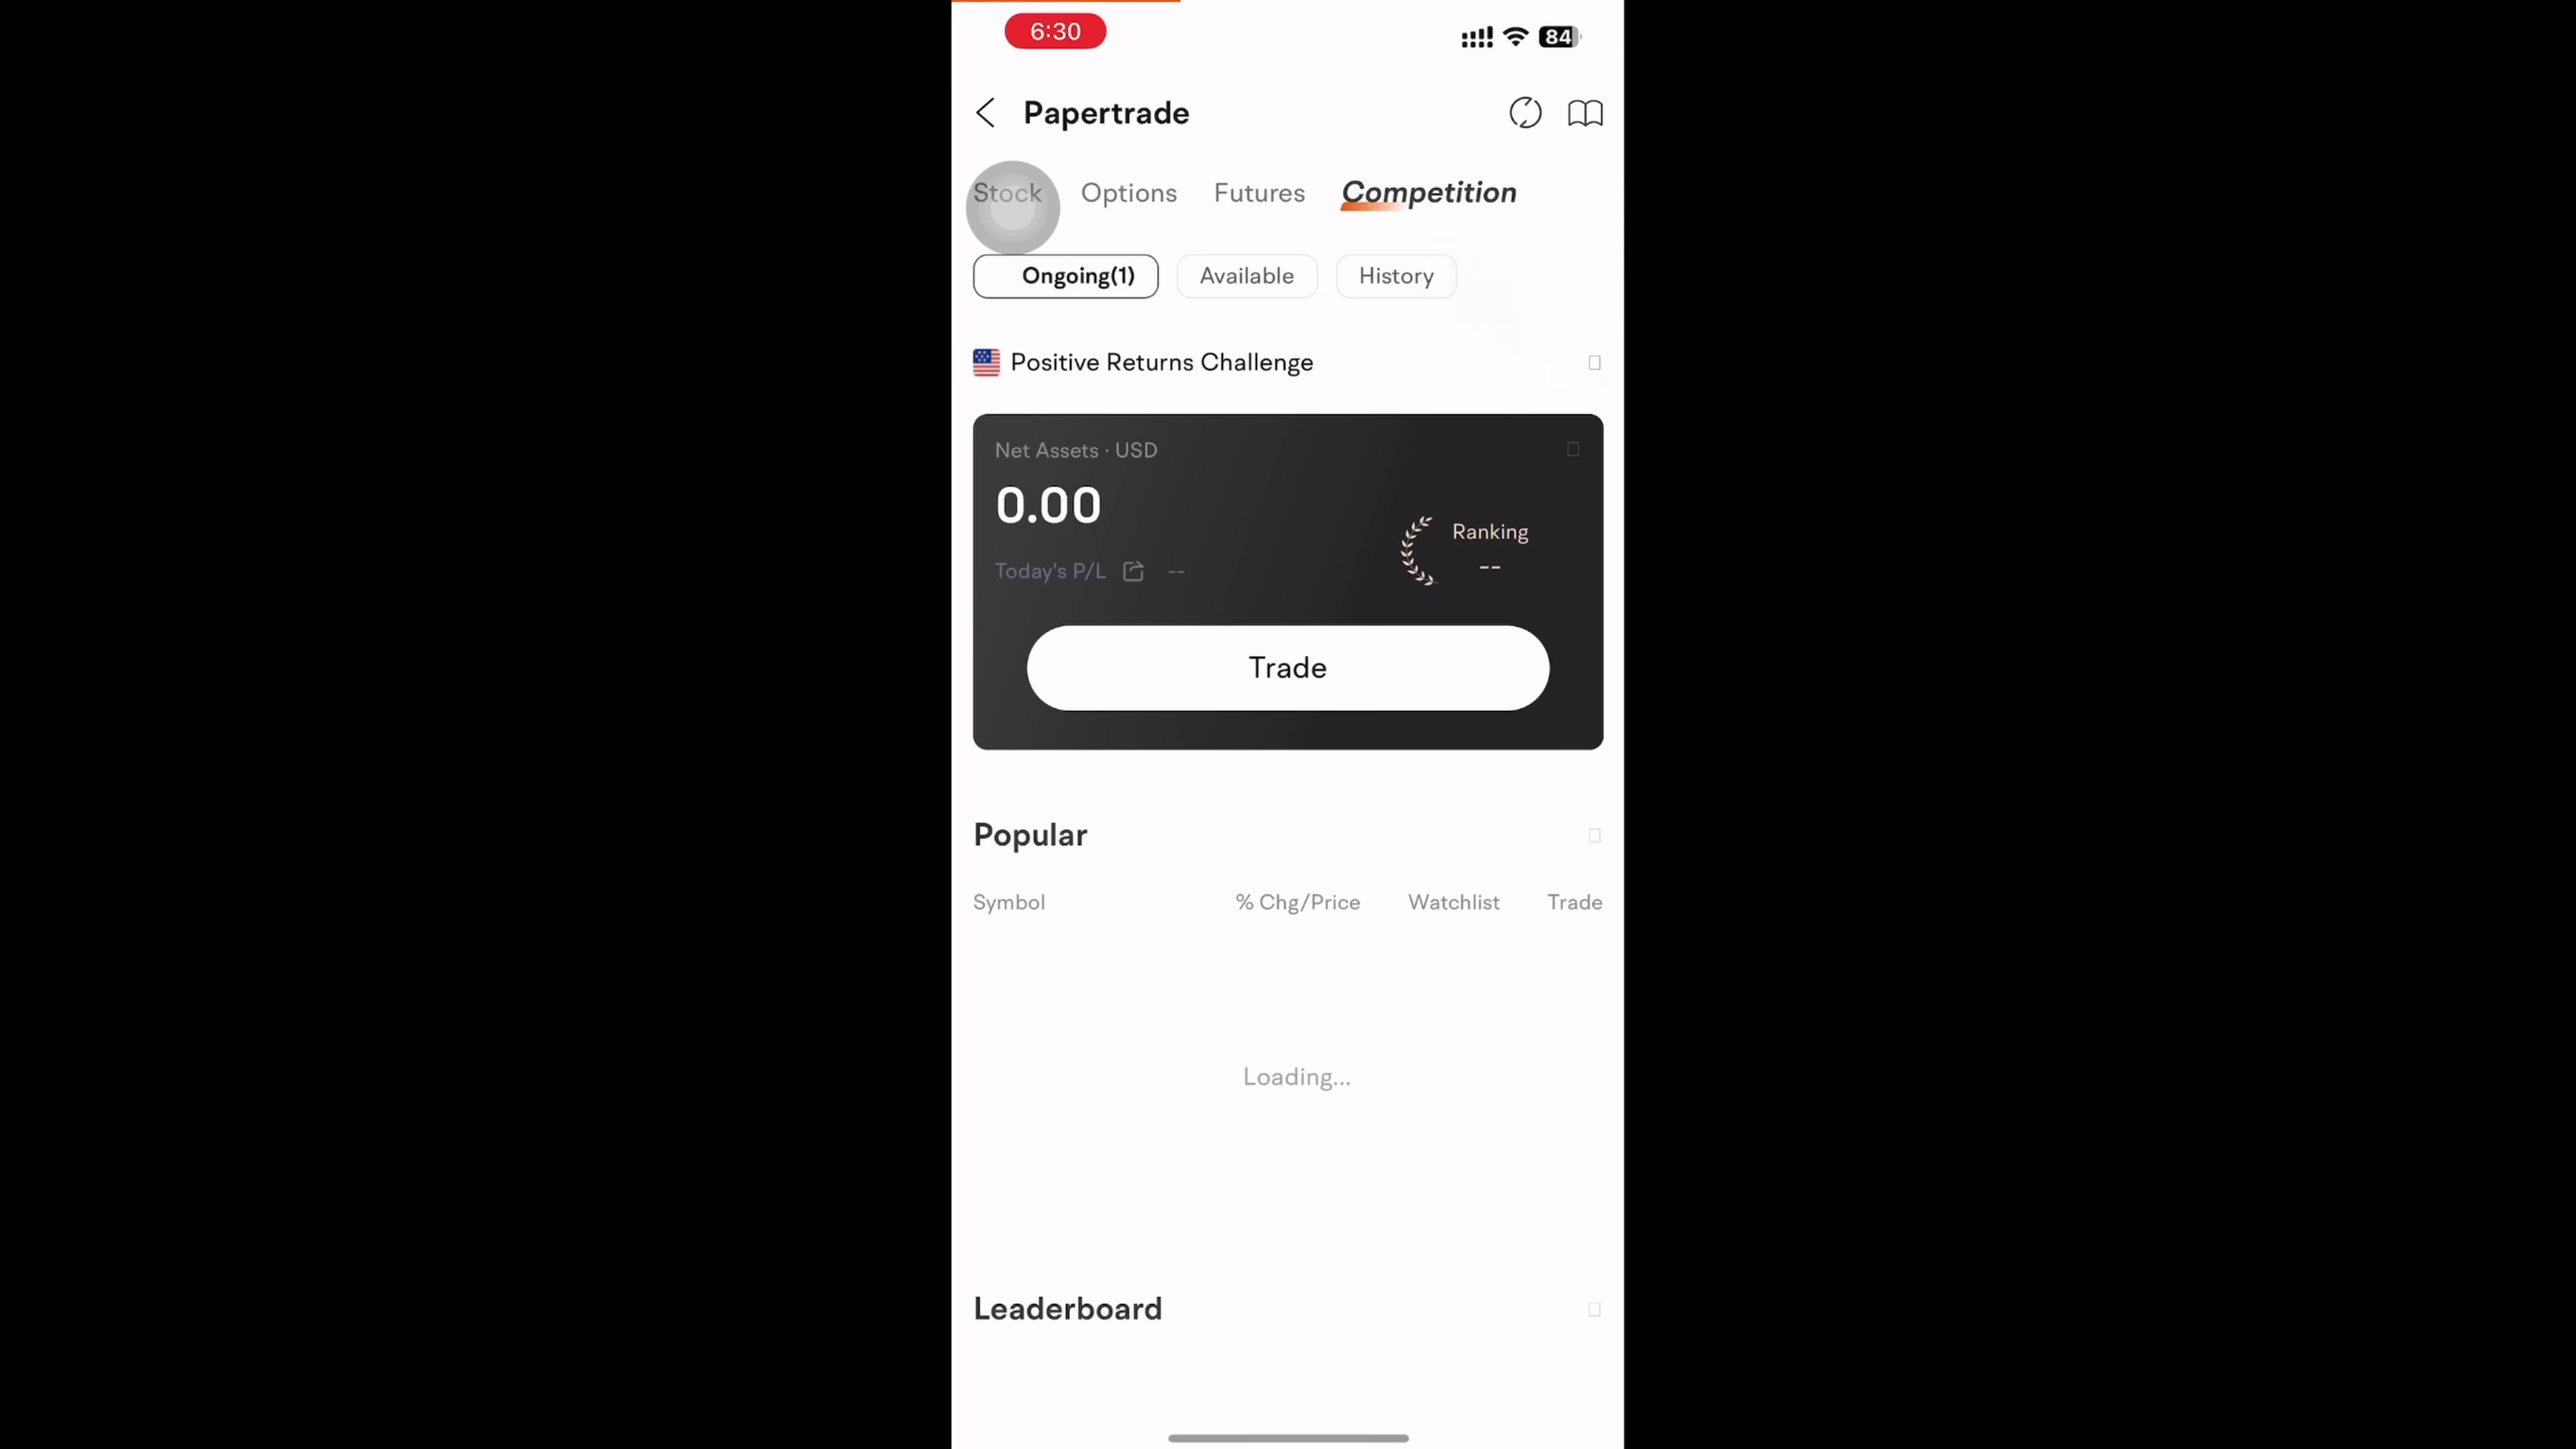 6:30
84
Papertrade
Stock Options Futures Competition
Ongoing(1) Available History
Positive Returns Challenge
Net Assets · USD
0.00
Ranking
Today's P/L --
--
Trade
Popular
Symbol % Chg/Price Watchlist Trade
Loading...
Leaderboard